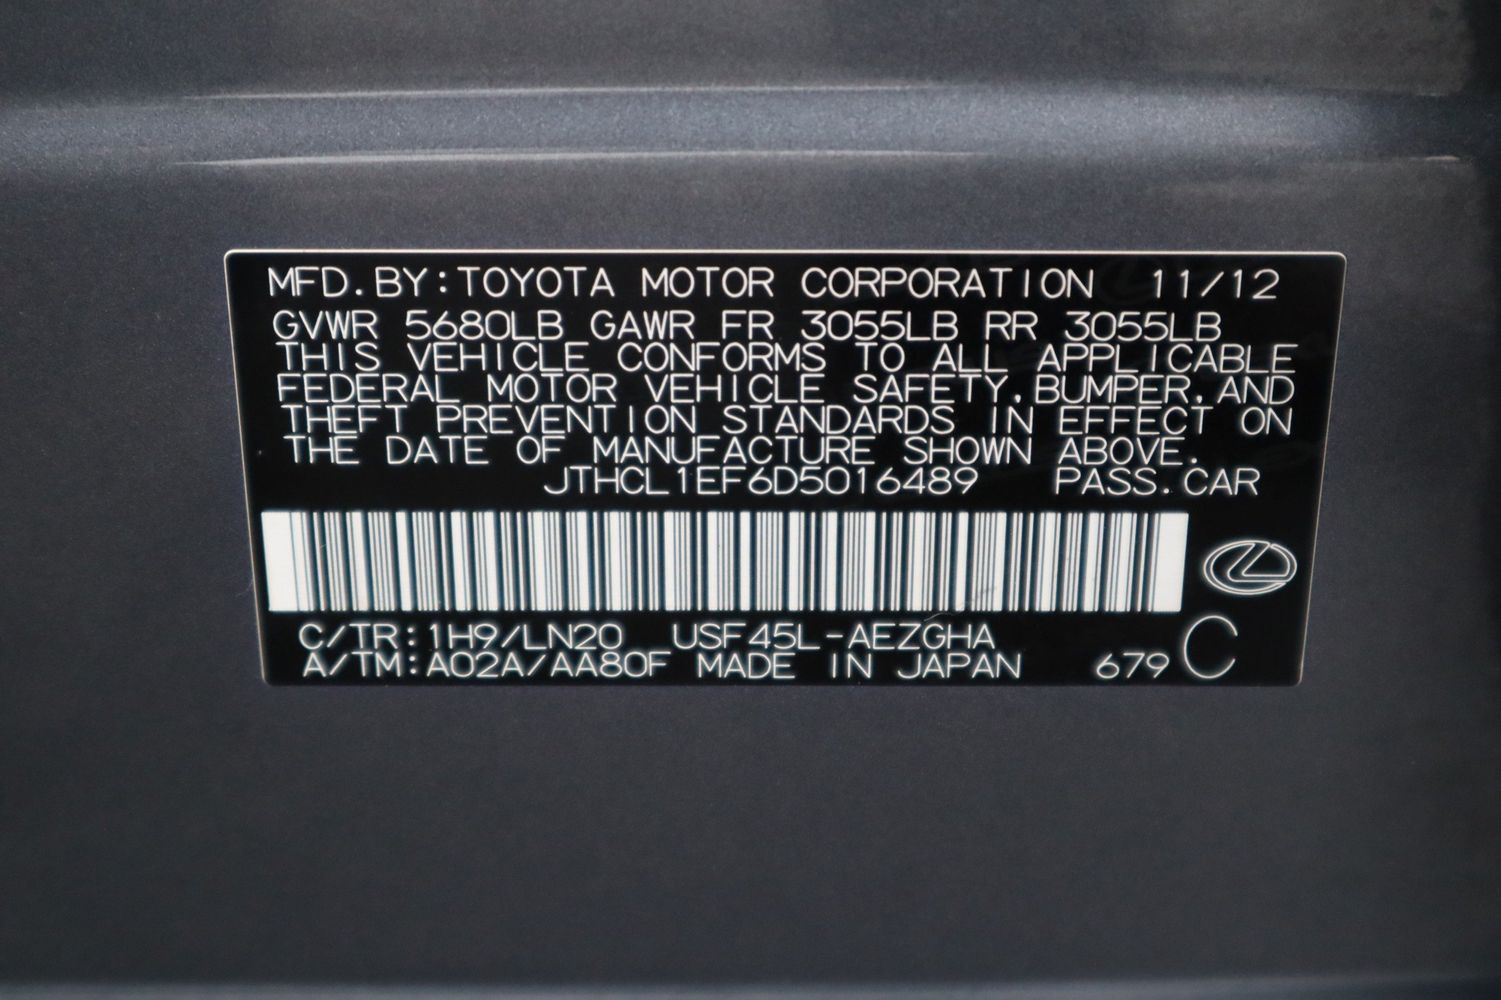 MFD.BY:TOYOTA MOTOR CORPORATION 11/12
GVWR 5680LB GAWR FR 3055LB RR 3055LB
THIS VEHICLE CONFORMS TO ALL APPLICABLE
FEDERAL MOTOR VEHICLE SAFETY,BUMPER,AND
THEFT PREVENTION STANDARDS IN EFFECT ON
THE DATE OF MANUFACTURE SHOWN ABOVE.
JTHCL1EF6D5016489 PASS.CAR
C/TR:1H9/LN20 USF45L-AEZGHA
A/TM:A02A/AA80F MADE IN JAPAN 679 C